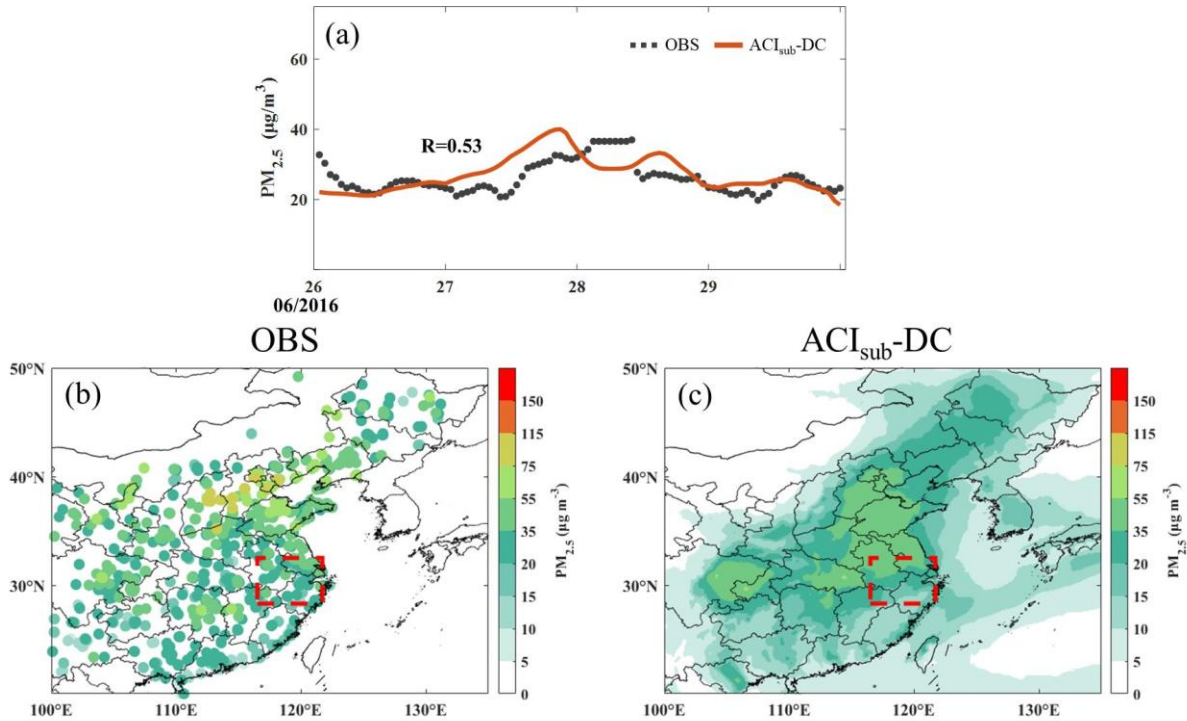 (a)
OBS ACI_sub-DC
PM2.5 (μg/m³)
60
40
20
R=0.53
26 27 28 29
06/2016
OBS ACI_sub-DC
(b)
50°N
40°N
30°N
100°E 110°E 120°E 130°E
150
115
75
55
35
20
15
10
5
0
PM2.5 (μg m⁻³)
(c)
50°N
40°N
30°N
100°E 110°E 120°E 130°E
150
115
75
55
35
20
15
10
5
0
PM2.5 (μg m⁻³)